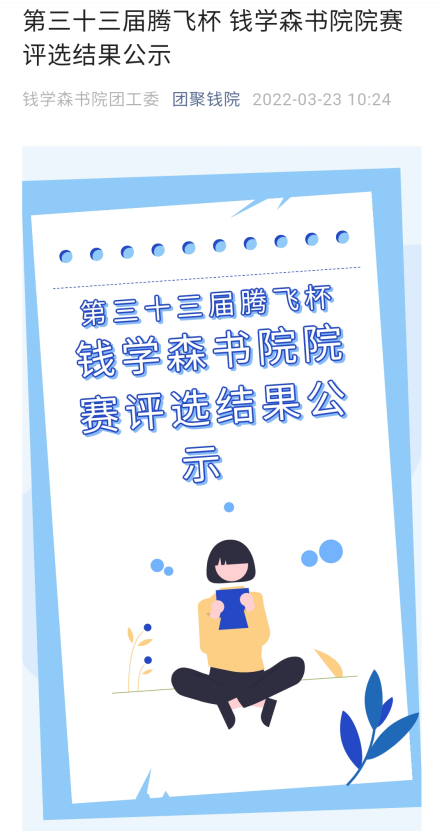 第三十三届腾飞杯 钱学森书院院赛
评选结果公示
钱学森书院团工委 团聚钱院 2022-03-23 10:24
第三十三届腾飞杯
钱学森书院院
赛评选结果公
示